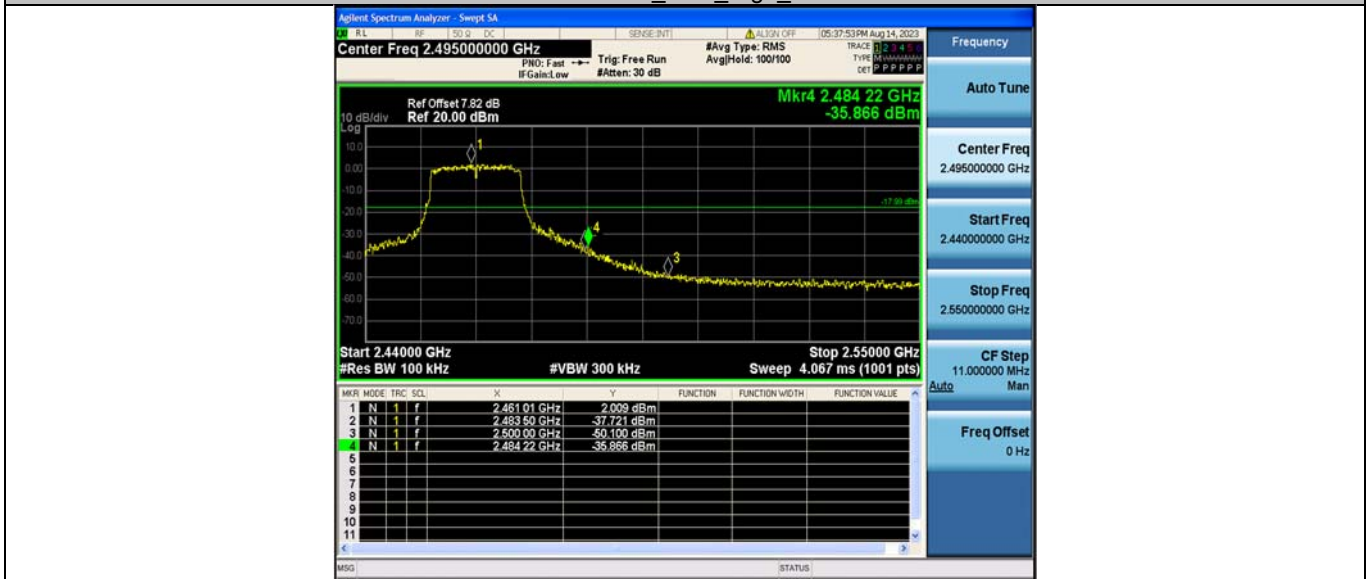 Agilent Spectrum Analyzer - Swept SA
RL RF 50 Ω DC SENSE:INT ALIGN OFF 05:37:53 PM Aug 14, 2023
Center Freq 2.495000000 GHz
PNO: Fast
IFGain:Low
Trig: Free Run
#Atten: 30 dB
#Avg Type: RMS
Avg|Hold: 100/100
TRACE 1 2 3 4 5 6
TYPE M WWWWW
DET P P P P P P
Mkr4 2.484 22 GHz
-35.866 dBm
Ref Offset 7.82 dB
10 dB/div Ref 20.00 dBm
Log
10.0
0.00
-10.0
-20.0
-30.0
-40.0
-50.0
-60.0
-70.0
1
4
3
-17.99 dBm
Start 2.44000 GHz Stop 2.55000 GHz
#Res BW 100 kHz #VBW 300 kHz Sweep 4.067 ms (1001 pts)
MKR MODE TRC SCL X Y FUNCTION FUNCTION WIDTH FUNCTION VALUE
1 N 1 f 2.461 01 GHz 2.009 dBm
2 N 1 f 2.483 50 GHz -37.721 dBm
3 N 1 f 2.500 00 GHz -50.100 dBm
4 N 1 f 2.484 22 GHz -35.866 dBm
5
6
7
8
9
10
11
MSG STATUS
Frequency
Auto Tune
Center Freq
2.495000000 GHz
Start Freq
2.440000000 GHz
Stop Freq
2.550000000 GHz
CF Step
11.000000 MHz
Auto Man
Freq Offset
0 Hz